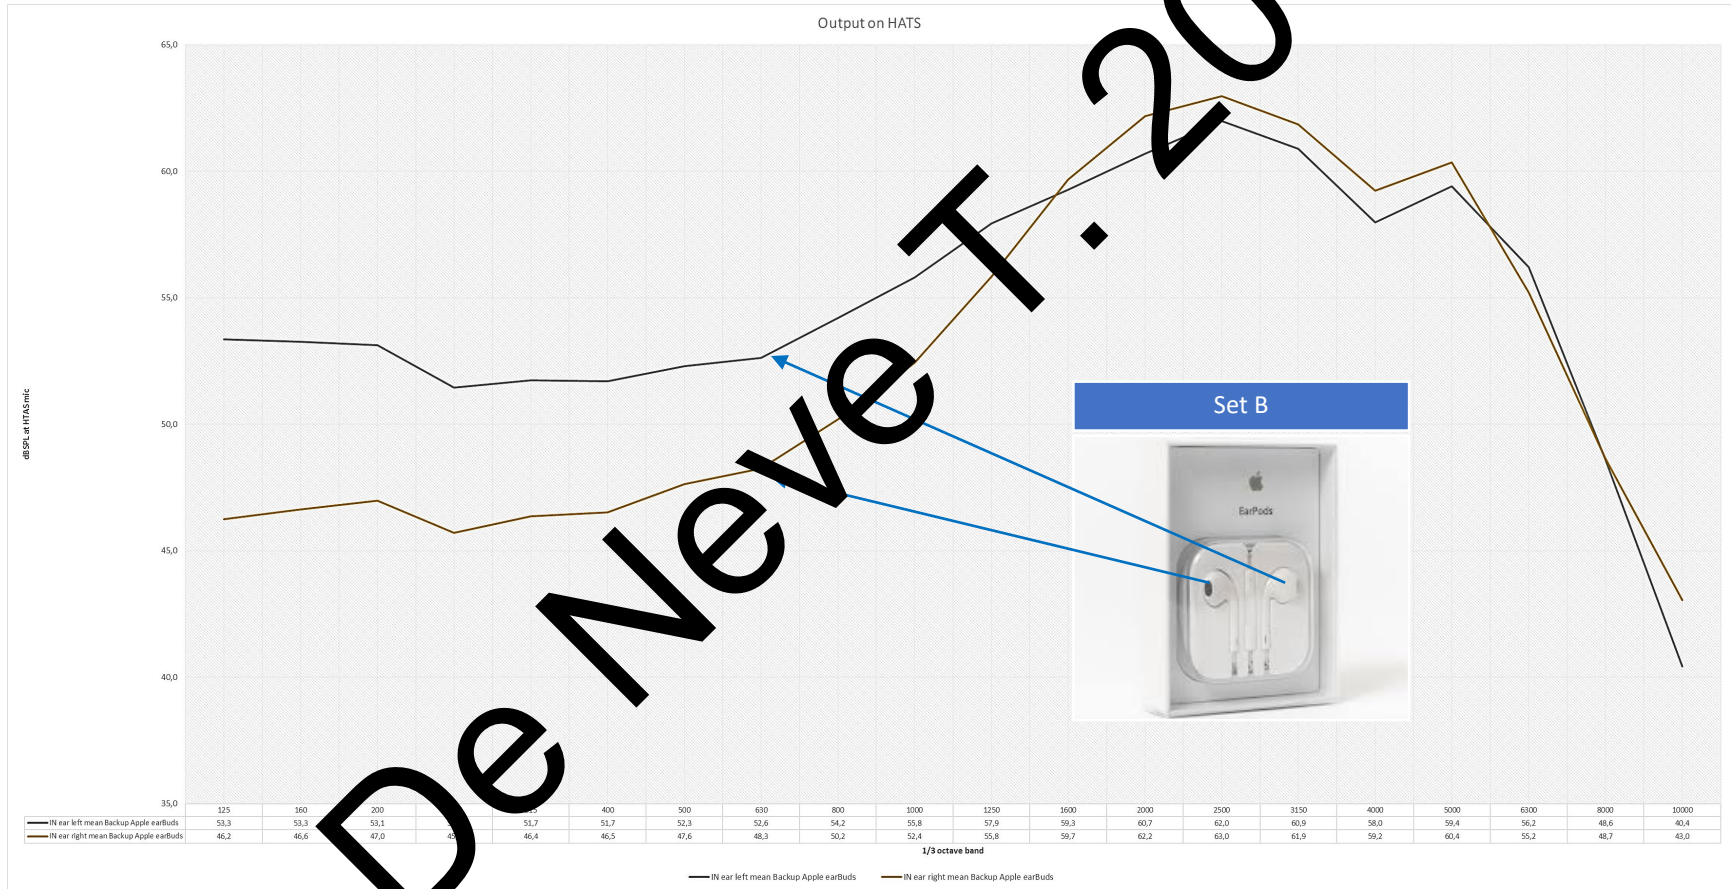 Output on HATS
65,0
60,0
55,0
50,0
45,0
40,0
35,0
dBSPL at HTAS mic
Set B
EarPods
125 160 200 400 500 630 800 1000 1250 1600 2000 2500 3150 4000 5000 6300 8000 10000
IN ear left mean Backup Apple earBuds 53,3 53,3 53,1 51,7 51,7 52,3 52,6 54,2 55,8 57,9 59,3 60,7 62,0 60,9 58,0 59,4 56,2 48,6 40,4
IN ear right mean Backup Apple earBuds 46,2 46,6 47,0 46,4 46,5 47,6 48,3 50,2 52,4 55,8 59,7 62,2 63,0 61,9 59,2 60,4 55,2 48,7 43,0
1/3 octave band
IN ear left mean Backup Apple earBuds IN ear right mean Backup Apple earBuds
De Neve T. 20